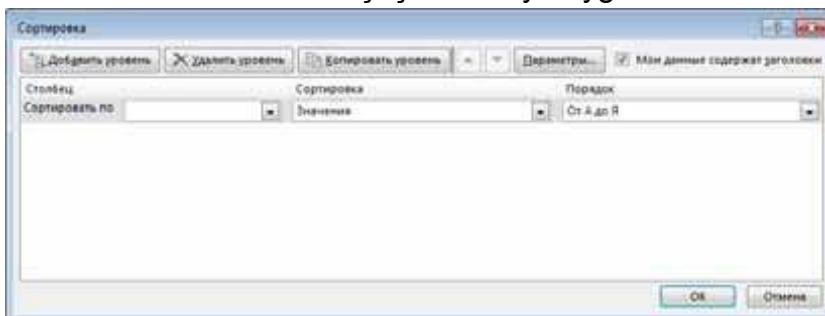 Сортировка
Добавить уровень Удалить уровень Копировать уровень Параметры... Мои данные содержат заголовки
Столбец Сортировка Порядок
Сортировать по Значения От А до Я
ОК Отмена